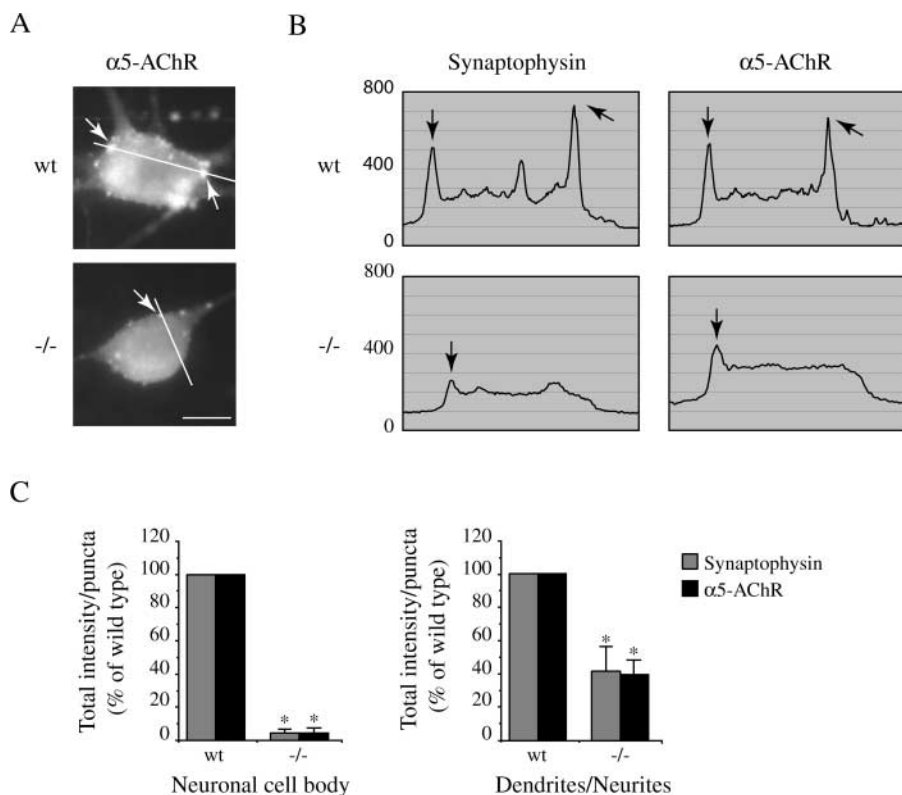 A
α5-AChR
wt
-/-
B
Synaptophysin
α5-AChR
800
wt
400
0
800
-/-
400
0
C
Total intensity/puncta
(% of wild type)
120
100
80
60
40
20
0
* *
wt -/-
Neuronal cell body
Total intensity/puncta
(% of wild type)
120
100
80
60
40
20
0
* *
wt -/-
Dendrites/Neurites
Synaptophysin
α5-AChR